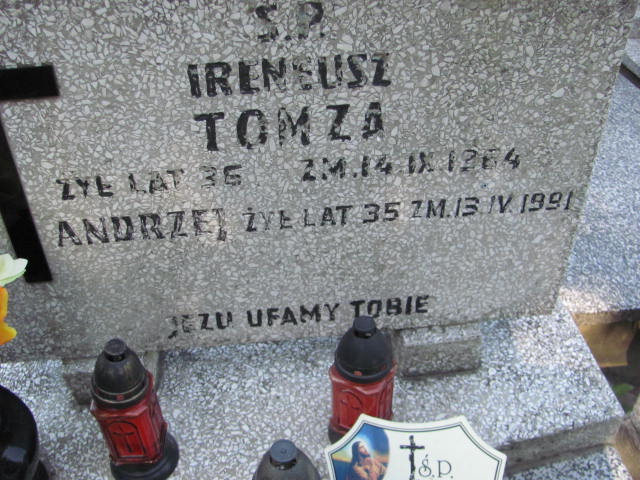 Ś.P.
IRENEUSZ
TOMZA
ŻYŁ LAT 36 ZM.14.IX.1964
ANDRZEJ ŻYŁ LAT 35 ZM.13.IV.1991
JEZU UFAMY TOBIE
Ś.P.